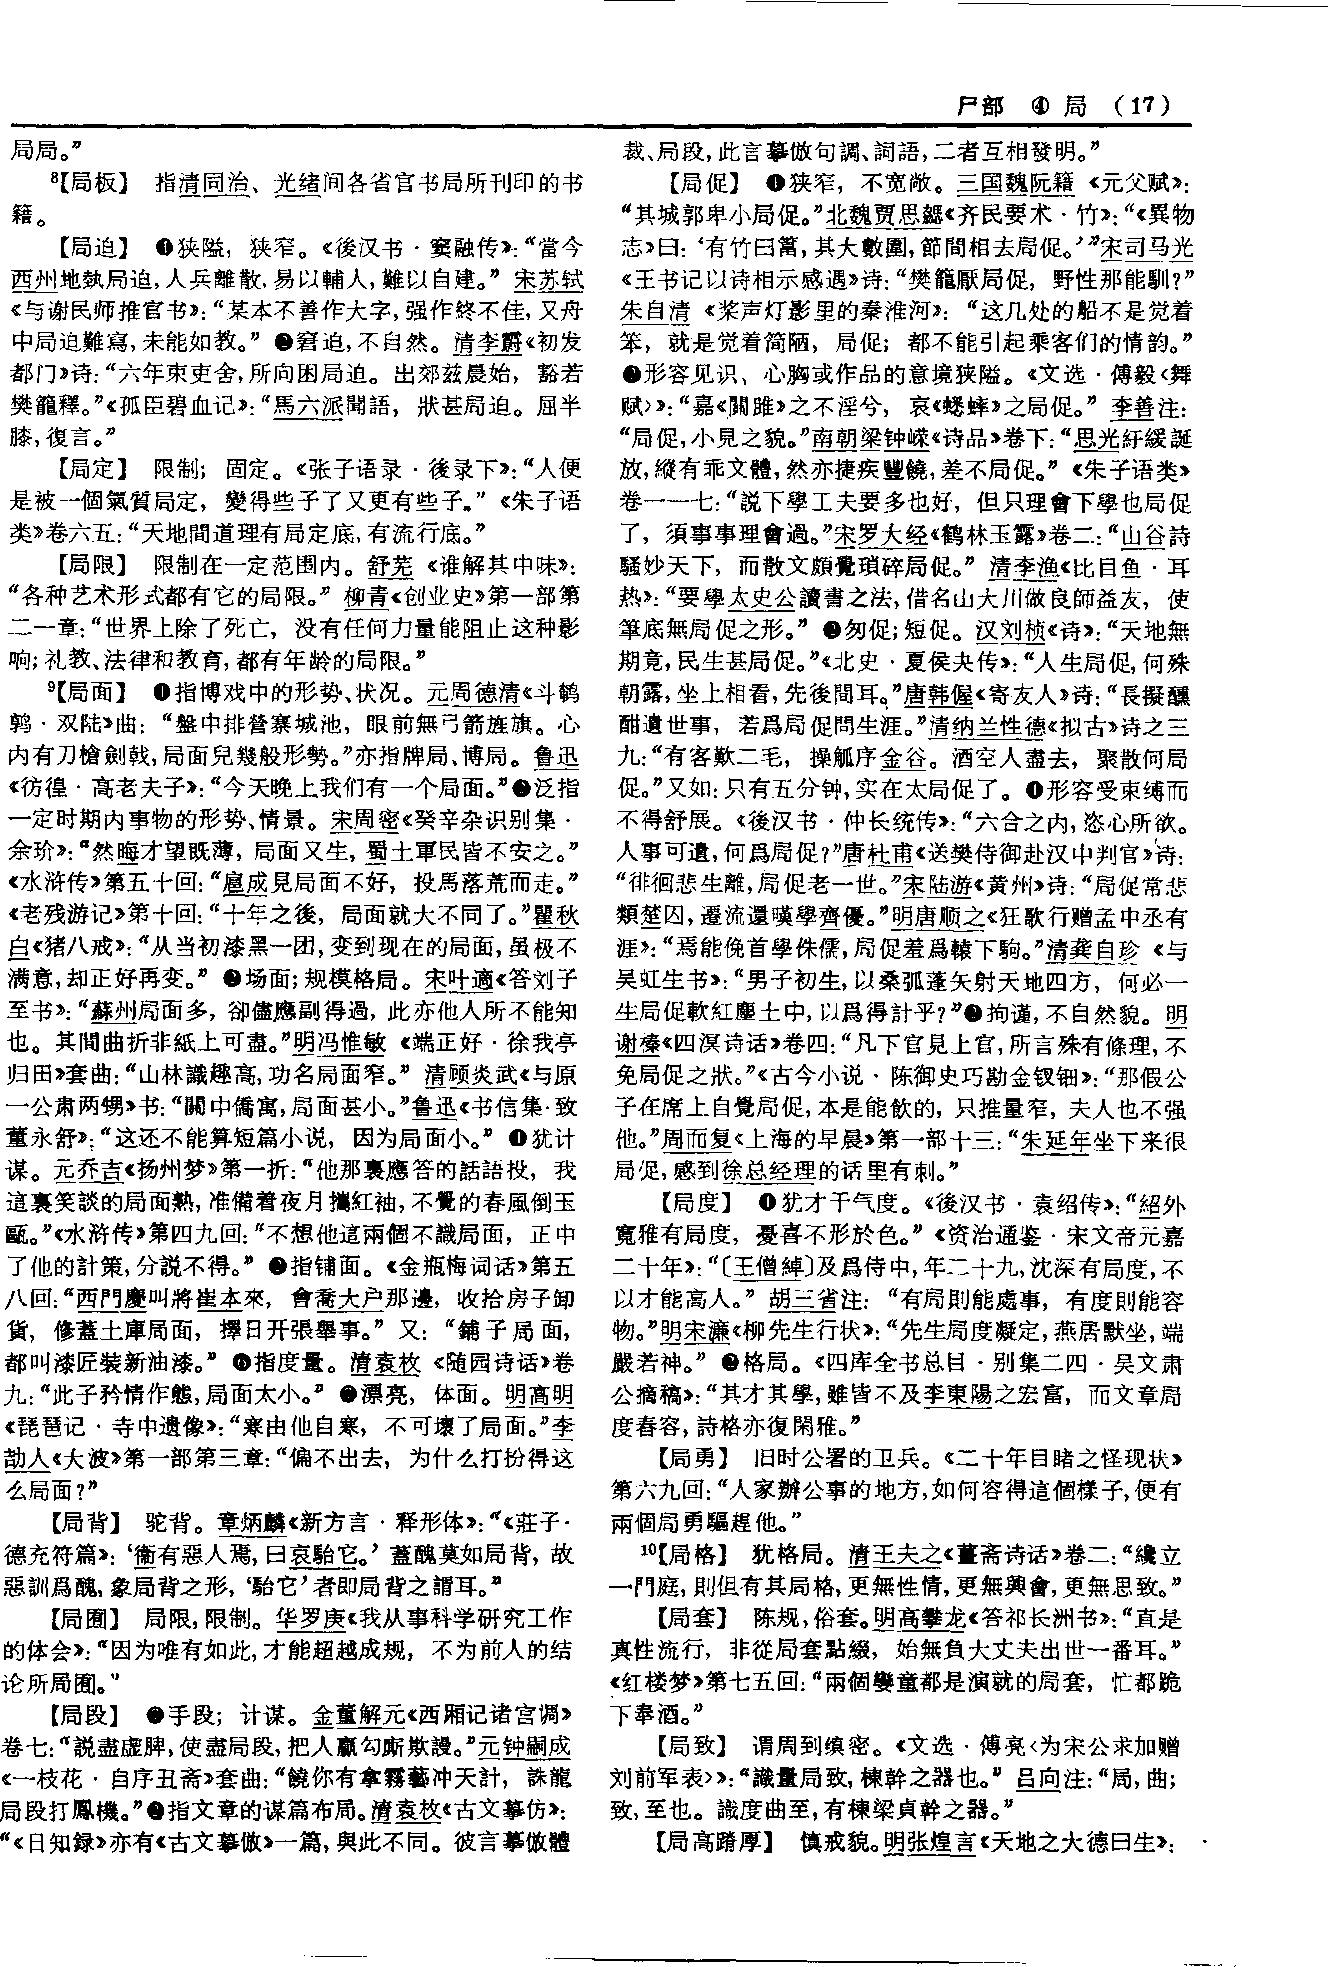 尸部 ④ 局 （17）
局局。”
⁸【局板】 指清同治、光绪间各省官书局所刊印的书
籍。
【局迫】 ❶狭隘，狭窄。《後汉书·窦融传》：“當今
西州地埶局迫，人兵離散，易以輔人，難以自建。”宋苏轼
《与谢民师推官书》：“某本不善作大字，强作終不佳，又舟
中局迫難寫，未能如教。”❷窘迫，不自然。清李爵《初发
都门》诗：“六年束吏舍，所向困局迫。出郊茲晨始，豁若
樊籠釋。”《孤臣碧血记》：“馬六派聞語，狀甚局迫。屈半
膝，復言。”
【局定】 限制；固定。《张子语录·後录下》：“人便
是被一個氣質局定，變得些子了又更有些子。”《朱子语
类》卷六五：“天地間道理有局定底，有流行底。”
【局限】 限制在一定范围内。舒芜《谁解其中味》：
“各种艺术形式都有它的局限。”柳青《创业史》第一部第
二一章：“世界上除了死亡，没有任何力量能阻止这种影
响；礼教、法律和教育，都有年龄的局限。”
⁹【局面】 ❶指博戏中的形势、状况。元周德清《斗鹌
鹑·双陆》曲：“盤中排營寨城池，眼前無弓箭旌旗。心
内有刀槍劍戟，局面兒幾般形勢。”亦指牌局、博局。鲁迅
《彷徨·高老夫子》：“今天晚上我们有一个局面。”❷泛指
一定时期内事物的形势、情景。宋周密《癸辛杂识别集·
余玠》：“然晦才望既薄，局面又生，蜀土軍民皆不安之。”
《水浒传》第五十回：“扈成見局面不好，投馬落荒而走。”
《老残游记》第十回：“十年之後，局面就大不同了。”瞿秋
白《猪八戒》：“从当初漆黑一团，变到现在的局面，虽极不
满意，却正好再变。”❸场面；规模格局。宋叶適《答刘子
至书》：“蘇州局面多，卻儘應副得過，此亦他人所不能知
也。其間曲折非紙上可盡。”明冯惟敏《端正好·徐我亭
归田》套曲：“山林識趣高，功名局面窄。”清顾炎武《与原
一公肃两甥》书：“關中僑寓，局面甚小。”鲁迅《书信集·致
董永舒》：“这还不能算短篇小说，因为局面小。”❹犹计
谋。元乔吉《扬州梦》第一折：“他那裏應答的話語投，我
這裏笑談的局面熟，准備着夜月攜紅袖，不覺的春風倒玉
甌。”《水浒传》第四九回：“不想他這兩個不識局面，正中
了他的計策，分説不得。”❺指铺面。《金瓶梅词话》第五
八回：“西門慶叫將崔本來，會喬大户那邊，收拾房子卸
貨，修蓋土庫局面，擇日开張舉事。”又：“鋪子局面，
都叫漆匠裝新油漆。”❻指度量。清袁枚《随园诗话》卷
九：“此子矜情作態，局面太小。”❼漂亮，体面。明高明
《琵琶记·寺中遗像》：“寒由他自寒，不可壞了局面。”李
劼人《大波》第一部第三章：“偏不出去，为什么打扮得这
么局面？”
【局背】 驼背。章炳麟《新方言·释形体》：“《莊子·
德充符篇》：‘衞有惡人焉，曰哀駘它。’蓋醜莫如局背，故
惡訓爲醜，象局背之形，‘駘它’者即局背之謂耳。”
【局囿】 局限，限制。华罗庚《我从事科学研究工作
的体会》：“因为唯有如此，才能超越成规，不为前人的结
论所局囿。”
【局段】 ❶手段；计谋。金董解元《西厢记诸宫调》
卷七：“説盡虚脾，使盡局段，把人贏勾廝欺謾。”元钟嗣成
《一枝花·自序丑斋》套曲：“饒你有拿霧藝冲天計，誅龍
局段打鳳機。”❷指文章的谋篇布局。清袁枚《古文摹仿》：
“《日知録》亦有《古文摹倣》一篇，與此不同。彼言摹倣體
裁、局段，此言摹倣句調、詞語，二者互相發明。”
【局促】 ❶狭窄，不宽敞。三国魏阮籍《元父赋》：
“其城郭卑小局促。”北魏贾思勰《齐民要术·竹》：“《異物
志》曰：‘有竹曰䈏，其大數圍，節間相去局促。’”宋司马光
《王书记以诗相示感遇》诗：“樊籠厭局促，野性那能馴？”
朱自清《桨声灯影里的秦淮河》：“这几处的船不是觉着
笨，就是觉着简陋，局促；都不能引起乘客们的情韵。”
❷形容见识、心胸或作品的意境狭隘。《文选·傅毅〈舞
赋〉》：“嘉《關雎》之不淫兮，哀《蟋蟀》之局促。”李善注：
“局促，小見之貌。”南朝梁钟嵘《诗品》卷下：“思光紆緩誕
放，縱有乖文體，然亦捷疾豐饒，差不局促。”《朱子语类》
卷一一七：“説下學工夫要多也好，但只理會下學也局促
了，須事事理會過。”宋罗大经《鹤林玉露》卷二：“山谷詩
騷妙天下，而散文頗覺瑣碎局促。”清李渔《比目鱼·耳
热》：“要學太史公讀書之法，借名山大川做良師益友，使
筆底無局促之形。”❸匆促；短促。汉刘桢《诗》：“天地無
期竟，民生甚局促。”《北史·夏侯夬传》：“人生局促，何殊
朝露，坐上相看，先後間耳。”唐韩偓《寄友人》诗：“長擬醺
酣遺世事，若爲局促問生涯。”清纳兰性德《拟古》诗之三
九：“有客歎二毛，操觚序金谷。酒空人盡去，聚散何局
促。”又如：只有五分钟，实在太局促了。❹形容受束缚而
不得舒展。《後汉书·仲长统传》：“六合之内，恣心所欲。
人事可遺，何爲局促？”唐杜甫《送樊侍御赴汉中判官》诗：
“徘徊悲生離，局促老一世。”宋陆游《黄州》诗：“局促常悲
類楚囚，遷流還嘆學齊優。”明唐顺之《狂歌行赠孟中丞有
涯》：“焉能俛首學侏儒，局促羞爲轅下駒。”清龚自珍《与
吴虹生书》：“男子初生，以桑弧蓬矢射天地四方，何必一
生局促軟紅塵土中，以爲得計乎？”❺拘谨，不自然貌。明
谢榛《四溟诗话》卷四：“凡下官見上官，所言殊有條理，不
免局促之狀。”《古今小说·陈御史巧勘金钗钿》：“那假公
子在席上自覺局促，本是能飲的，只推量窄，夫人也不强
他。”周而复《上海的早晨》第一部十三：“朱延年坐下来很
局促，感到徐总经理的话里有刺。”
【局度】 ❶犹才干气度。《後汉书·袁绍传》：“紹外
寬雅有局度，憂喜不形於色。”《资治通鉴·宋文帝元嘉
二十年》：“〔王僧綽〕及爲侍中，年二十九，沈深有局度，不
以才能高人。”胡三省注：“有局則能處事，有度則能容
物。”明宋濂《柳先生行状》：“先生局度凝定，燕居默坐，端
嚴若神。”❷格局。《四库全书总目·别集二四·吴文肃
公摘稿》：“其才其學，雖皆不及李東陽之宏富，而文章局
度舂容，詩格亦復閑雅。”
【局勇】 旧时公署的卫兵。《二十年目睹之怪现状》
第六九回：“人家辦公事的地方，如何容得這個樣子，便有
兩個局勇驅趕他。”
¹⁰【局格】 犹格局。清王夫之《薑斋诗话》卷二：“纔立
一門庭，則但有其局格，更無性情，更無興會，更無思致。”
【局套】 陈规，俗套。明高攀龙《答祁长洲书》：“直是
真性流行，非從局套點綴，始無負大丈夫出世一番耳。”
《红楼梦》第七五回：“兩個孌童都是演就的局套，忙都跪
下奉酒。”
【局致】 谓周到缜密。《文选·傅亮〈为宋公求加赠
刘前军表〉》：“識量局致，棟幹之器也。”吕向注：“局，曲；
致，至也。識度曲至，有棟梁貞幹之器。”
【局高蹐厚】 慎戒貌。明张煌言《天地之大德曰生》：